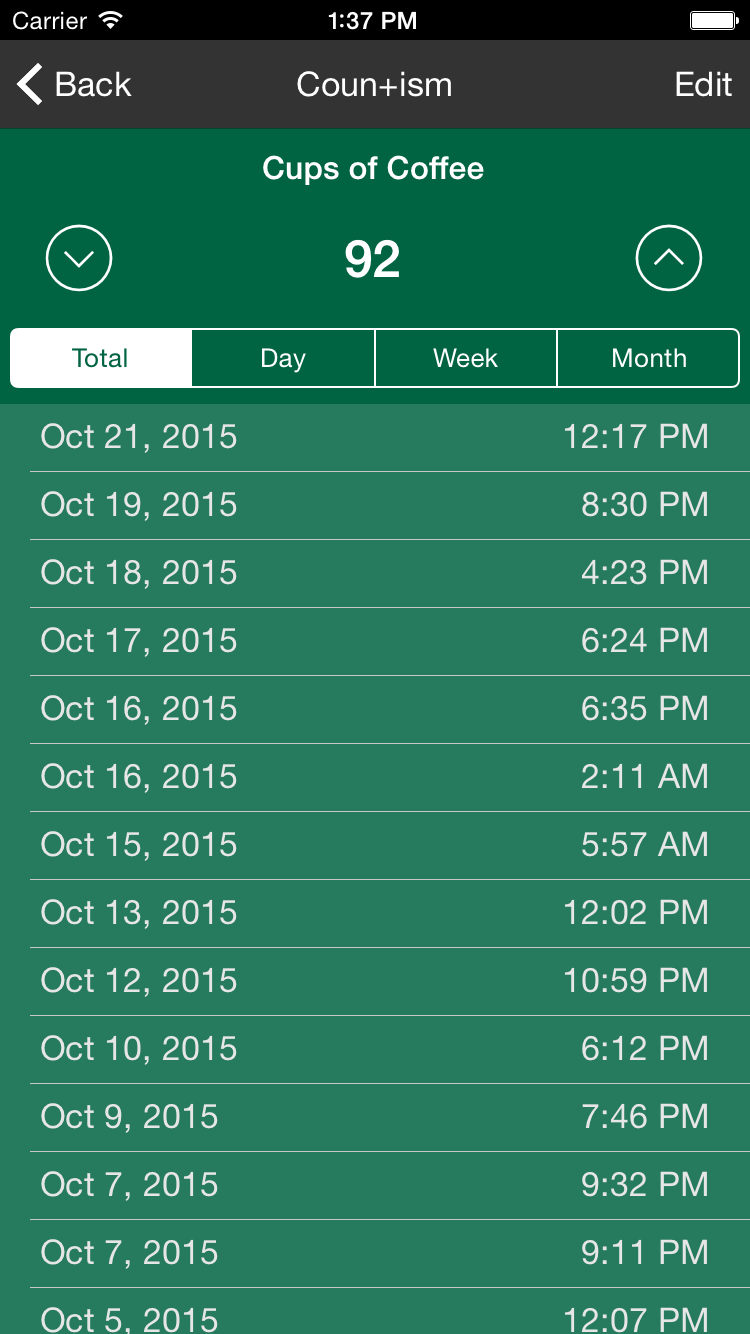 Carrier 1:37 PM
Back Coun+ism Edit
Cups of Coffee
92
Total Day Week Month
Oct 21, 2015 12:17 PM
Oct 19, 2015 8:30 PM
Oct 18, 2015 4:23 PM
Oct 17, 2015 6:24 PM
Oct 16, 2015 6:35 PM
Oct 16, 2015 2:11 AM
Oct 15, 2015 5:57 AM
Oct 13, 2015 12:02 PM
Oct 12, 2015 10:59 PM
Oct 10, 2015 6:12 PM
Oct 9, 2015 7:46 PM
Oct 7, 2015 9:32 PM
Oct 7, 2015 9:11 PM
Oct 5, 2015 12:07 PM